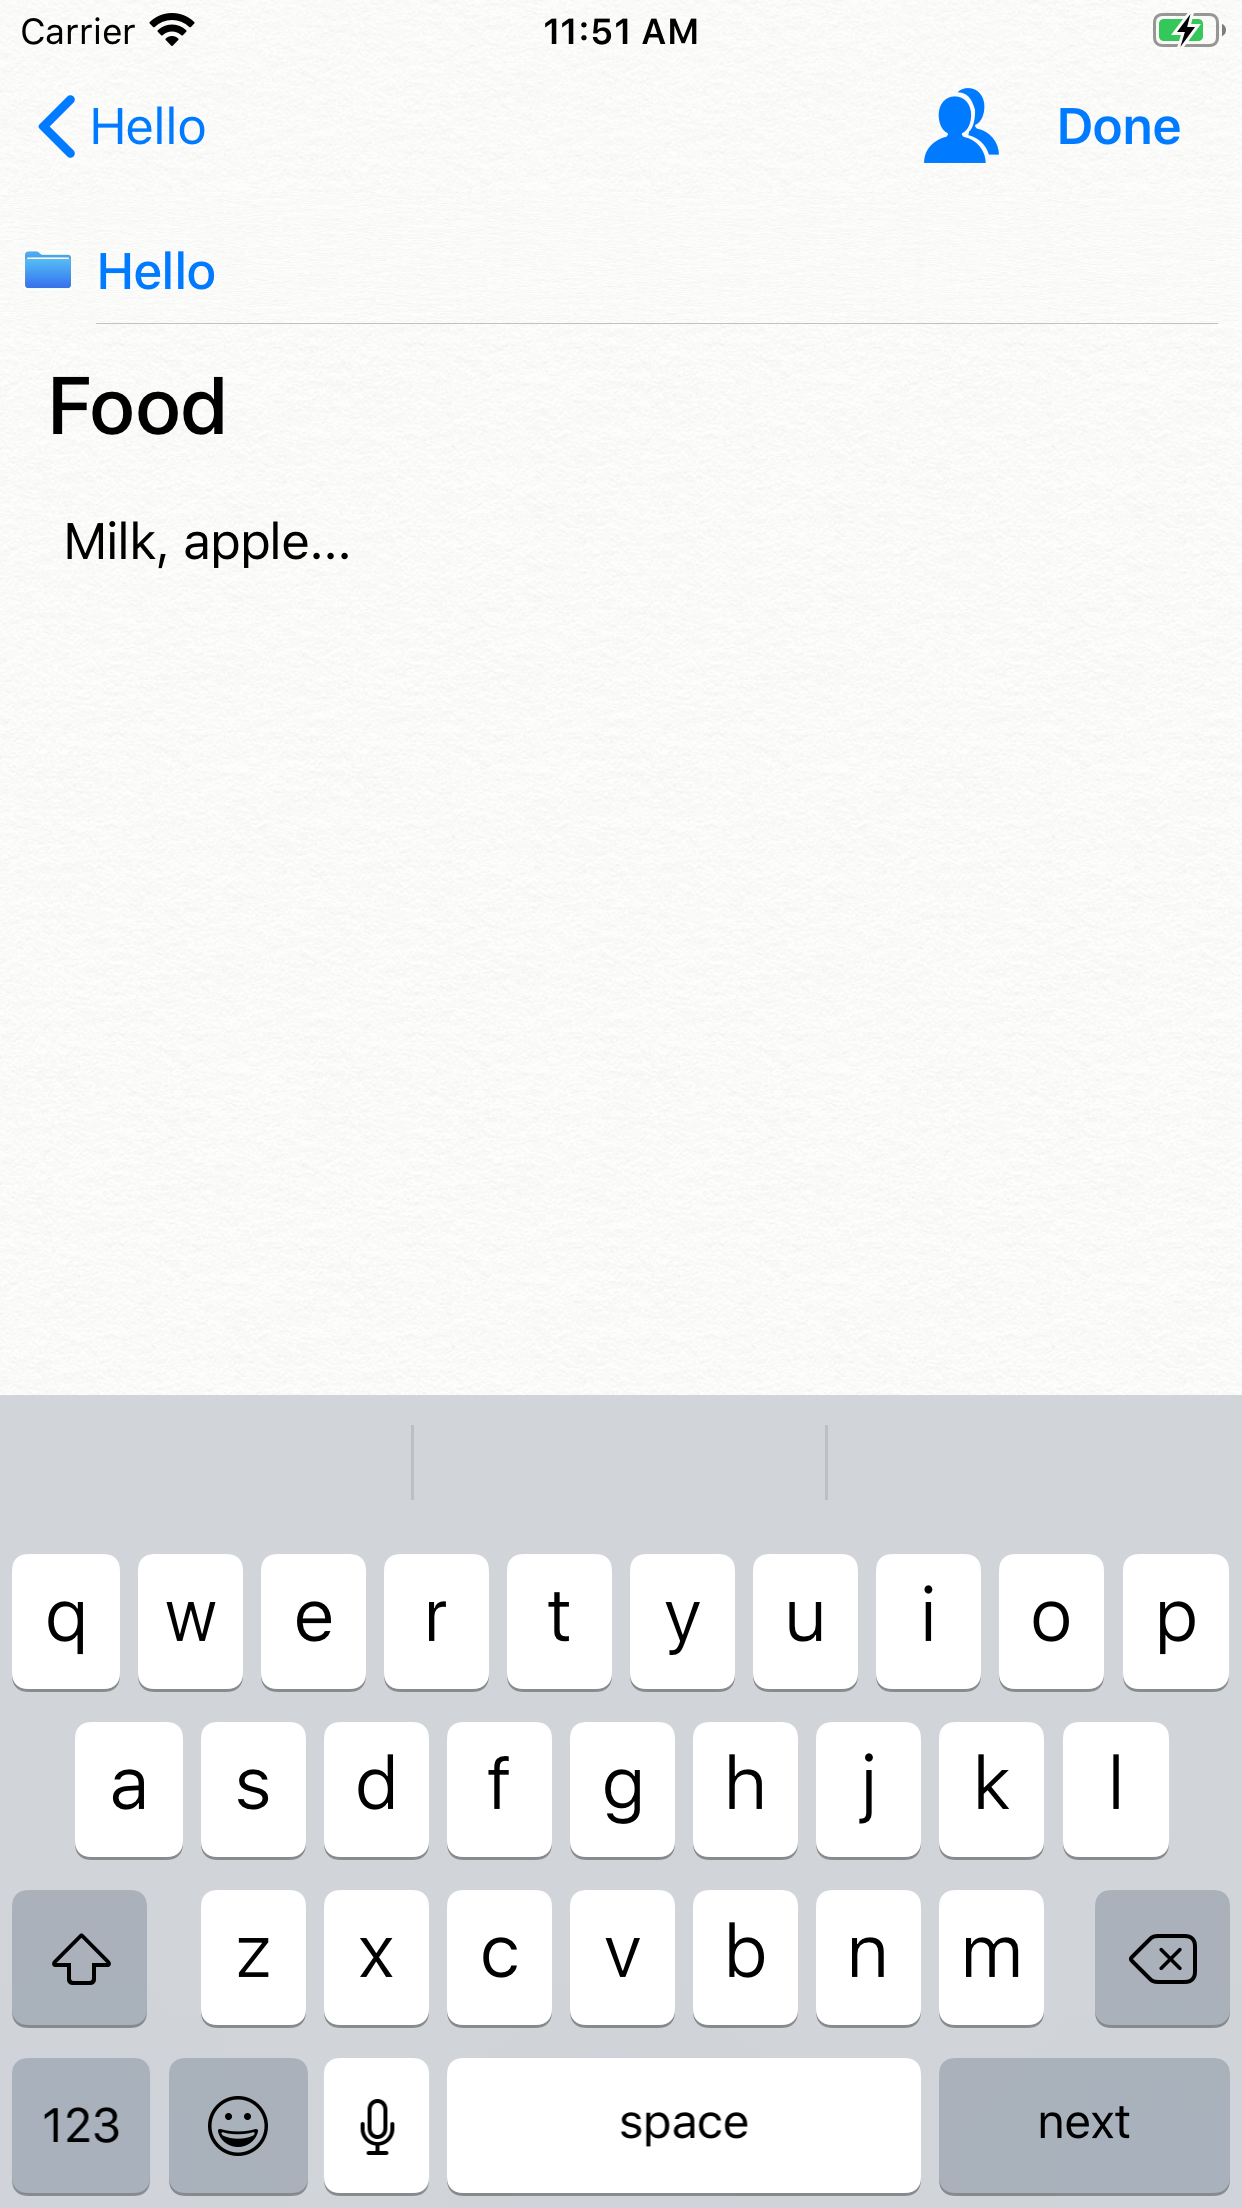 Carrier 11:51 AM
Hello Done
Hello
Food
Milk, apple...
q w e r t y u i o p
a s d f g h j k l
z x c v b n m
123 space next